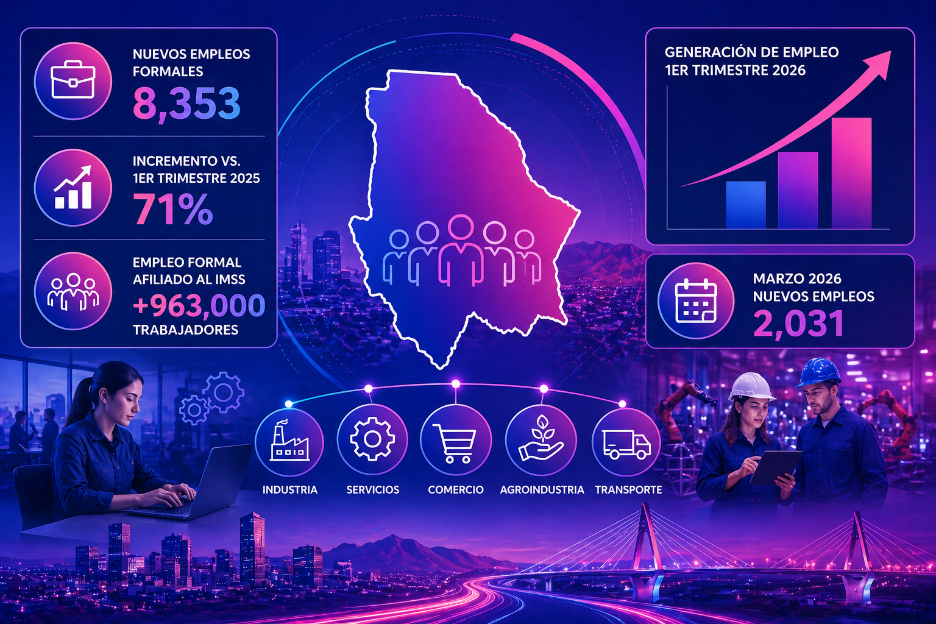 NUEVOS EMPLEOS
FORMALES
8,353
INCREMENTO VS.
1ER TRIMESTRE 2025
71%
EMPLEO FORMAL
AFILIADO AL IMSS
+963,000
TRABAJADORES
GENERACIÓN DE EMPLEO
1ER TRIMESTRE 2026
MARZO 2026
NUEVOS EMPLEOS
2,031
INDUSTRIA
SERVICIOS
COMERCIO
AGROINDUSTRIA
TRANSPORTE